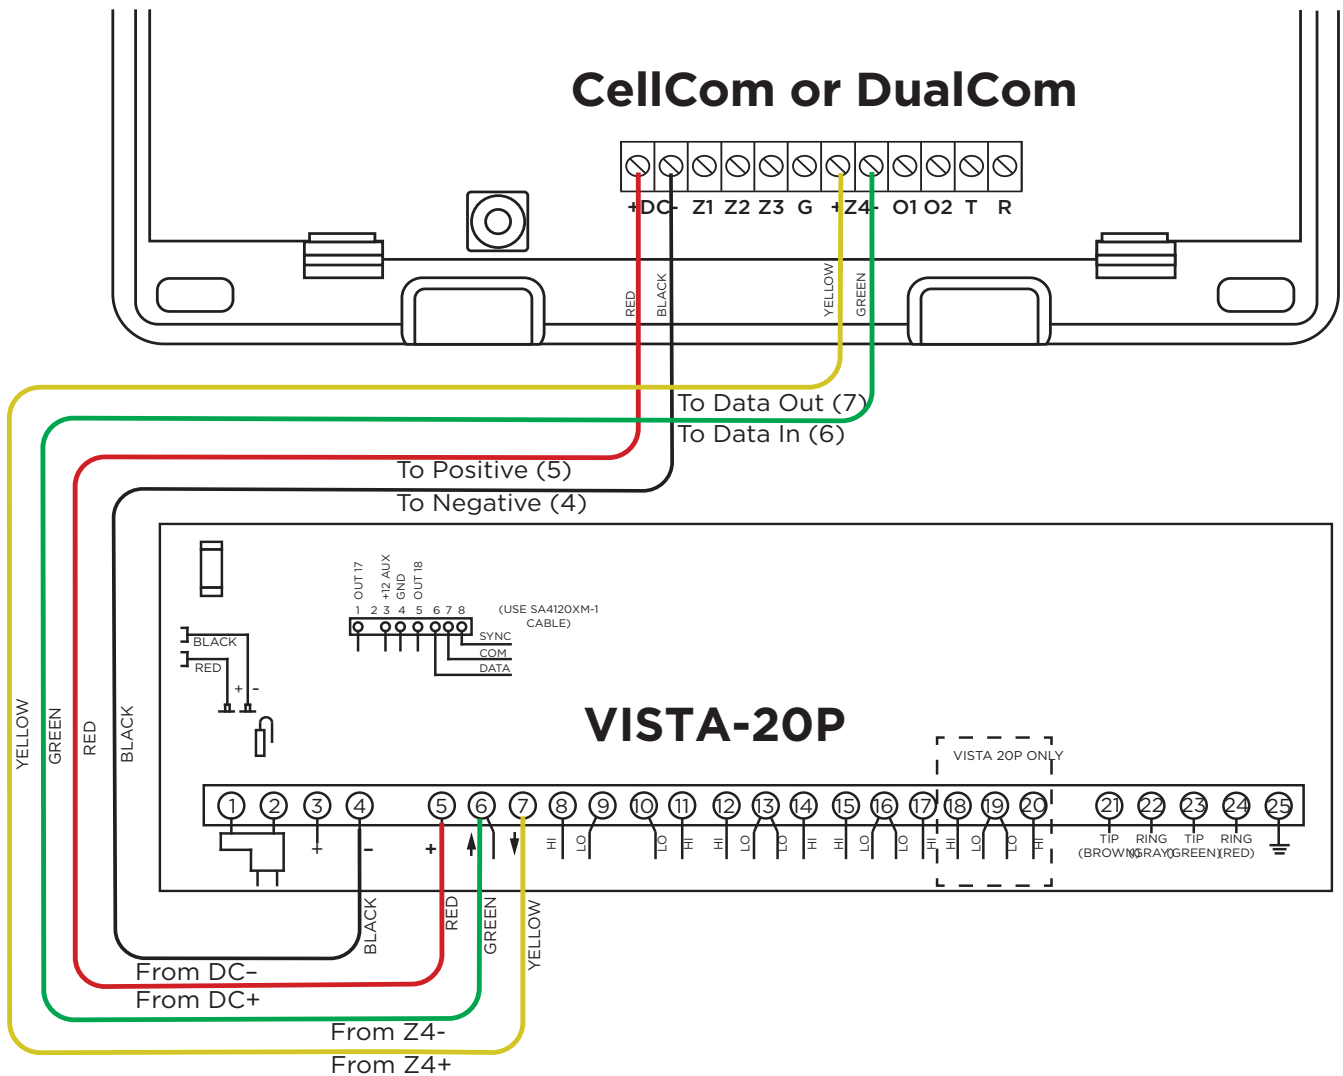 CellCom or DualCom
+DC- Z1 Z2 Z3 G +Z4- O1 O2 T R
RED
BLACK
YELLOW
GREEN
To Data Out (7)
To Data In (6)
To Positive (5)
To Negative (4)
OUT 17
+12 AUX
GND
OUT 18
1 2 3 4 5 6 7 8
(USE SA4120XM-1
CABLE)
SYNC
COM
DATA
BLACK
RED
+ -
VISTA-20P
YELLOW
GREEN
RED
BLACK
VISTA 20P ONLY
1 2 3 4 5 6 7 8 9 10 11 12 13 14 15 16 17 18 19 20 21 22 23 24 25
+ - +
HI LO LO HI HI LO LO HI HI LO LO HI HI LO LO HI
TIP RING TIP RING
(BROWN) (GRAY) (GREEN) (RED)
BLACK
RED
GREEN
YELLOW
From DC-
From DC+
From Z4-
From Z4+